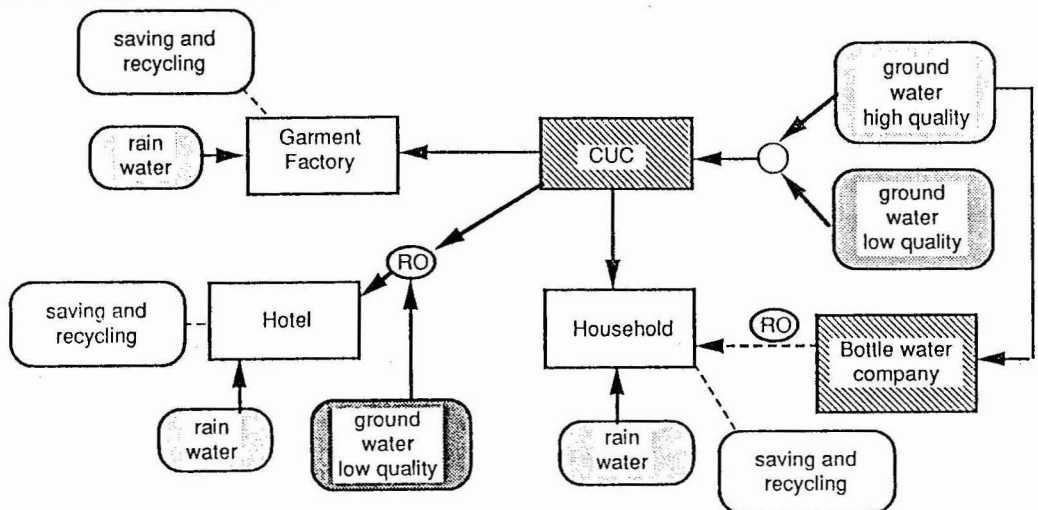 saving and
recycling
rain
water
Garment
Factory
CUC
ground
water
high quality
ground
water
low quality
RO
saving and
recycling
Hotel
Household
RO
Bottle water
company
rain
water
ground
water
low quality
rain
water
saving and
recycling